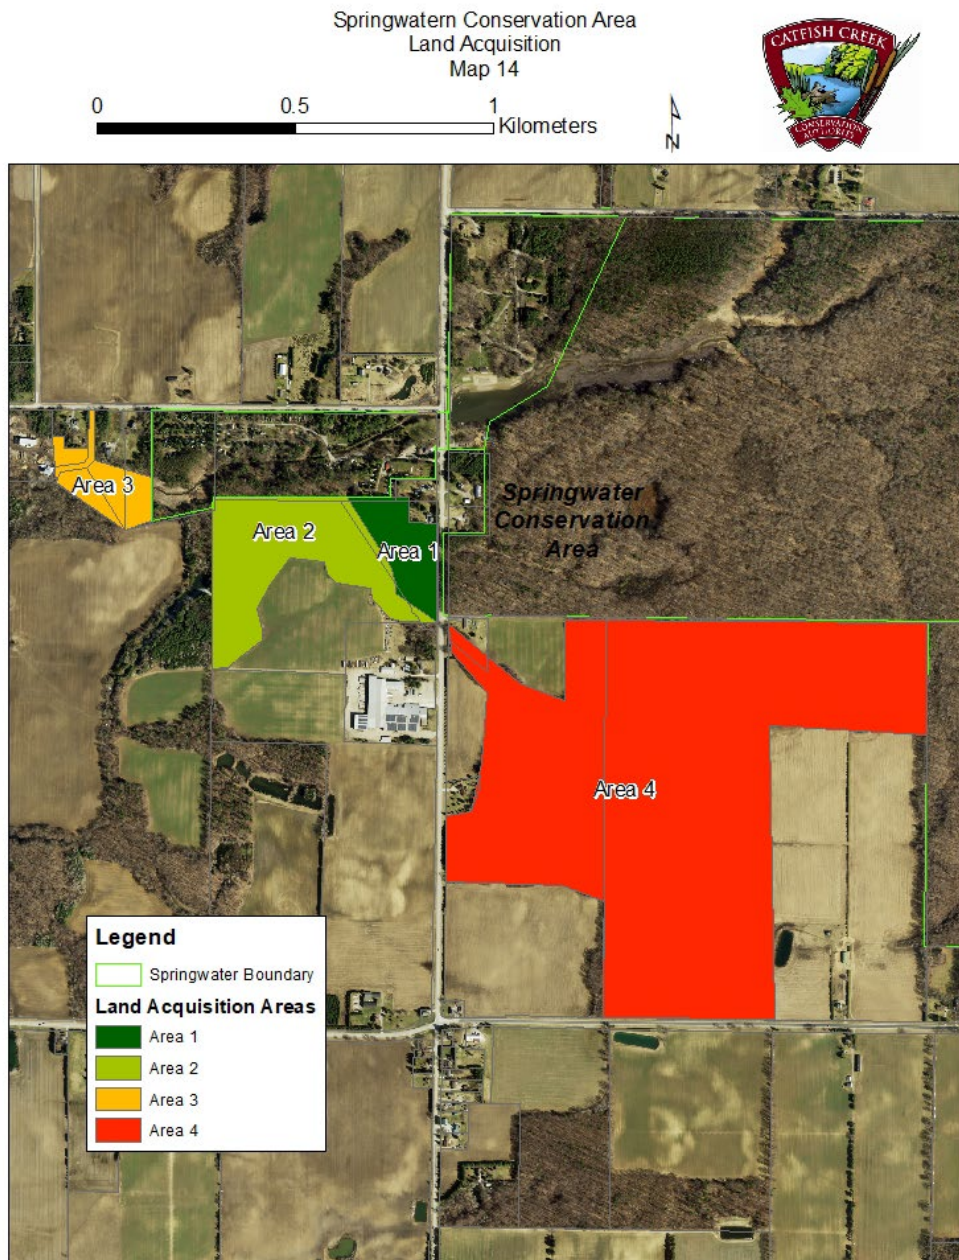 Springwatern Conservation Area
Land Acquisition
Map 14
0 0.5 1
Kilometers
N
CATFISH CREEK
CONSERVATION
AUTHORITY
Area 3
Area 2
Area 1
Springwater
Conservation
Area
Area 4
Legend
Springwater Boundary
Land Acquisition Areas
Area 1
Area 2
Area 3
Area 4